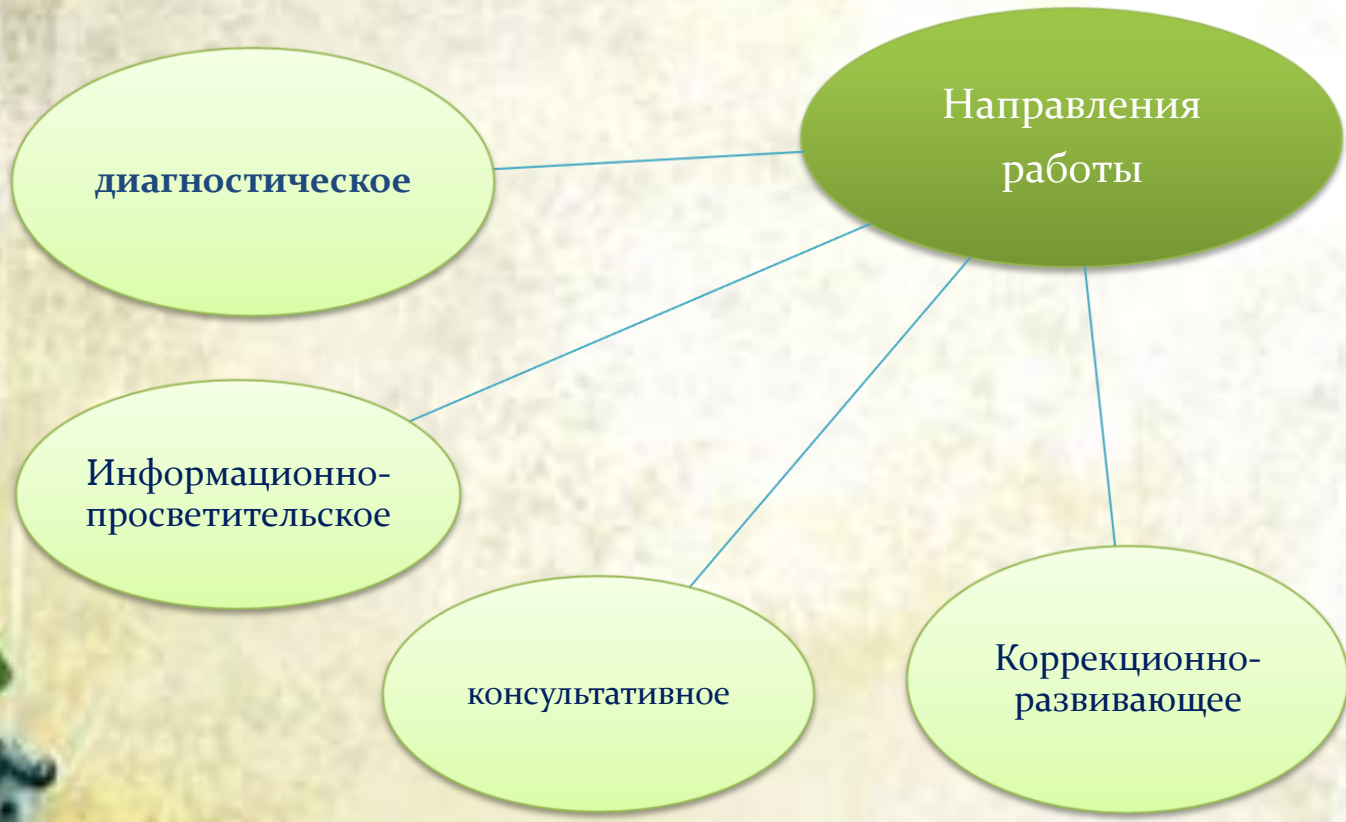 Направления
работы
диагностическое
Информационно-
просветительское
консультативное
Коррекционно-
развивающее